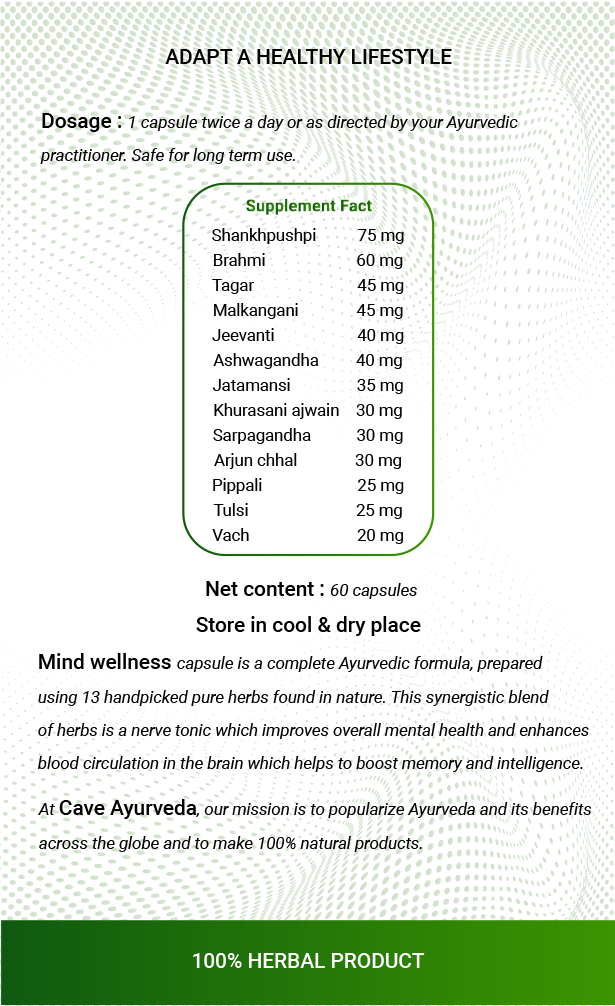 ADAPT A HEALTHY LIFESTYLE
Dosage : 1 capsule twice a day or as directed by your Ayurvedic
practitioner. Safe for long term use.
Supplement Fact
Shankhpushpi 75 mg
Brahmi 60 mg
Tagar 45 mg
Malkangani 45 mg
Jeevanti 40 mg
Ashwagandha 40 mg
Jatamansi 35 mg
Khurasani ajwain 30 mg
Sarpagandha 30 mg
Arjun chhal 30 mg
Pippali 25 mg
Tulsi 25 mg
Vach 20 mg
Net content : 60 capsules
Store in cool & dry place
Mind wellness capsule is a complete Ayurvedic formula, prepared
using 13 handpicked pure herbs found in nature. This synergistic blend
of herbs is a nerve tonic which improves overall mental health and enhances
blood circulation in the brain which helps to boost memory and intelligence.
At Cave Ayurveda, our mission is to popularize Ayurveda and its benefits
across the globe and to make 100% natural products.
100% HERBAL PRODUCT